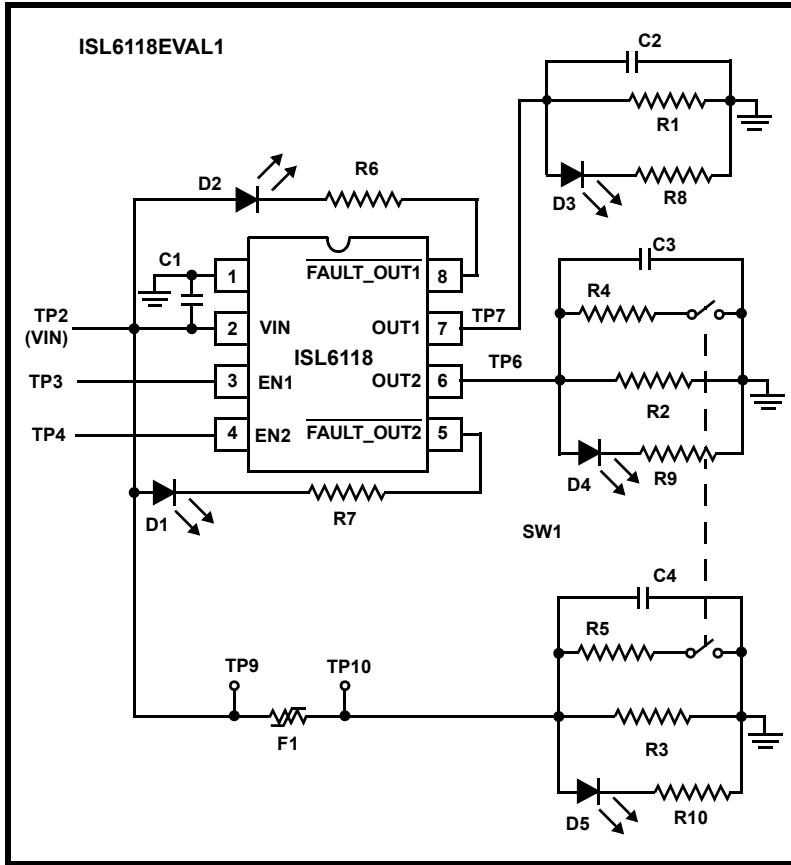 ISL6118EVAL1
C2
R1
D3
R8
D2
R6
C1
1
FAULT_OUT1
8
TP2
(VIN)
2
VIN
OUT1
7
TP7
ISL6118
TP3
3
EN1
OUT2
6
TP6
TP4
4
EN2
FAULT_OUT2
5
D1
R7
C3
R4
R2
D4
R9
SW1
C4
R5
TP9
TP10
F1
R3
D5
R10